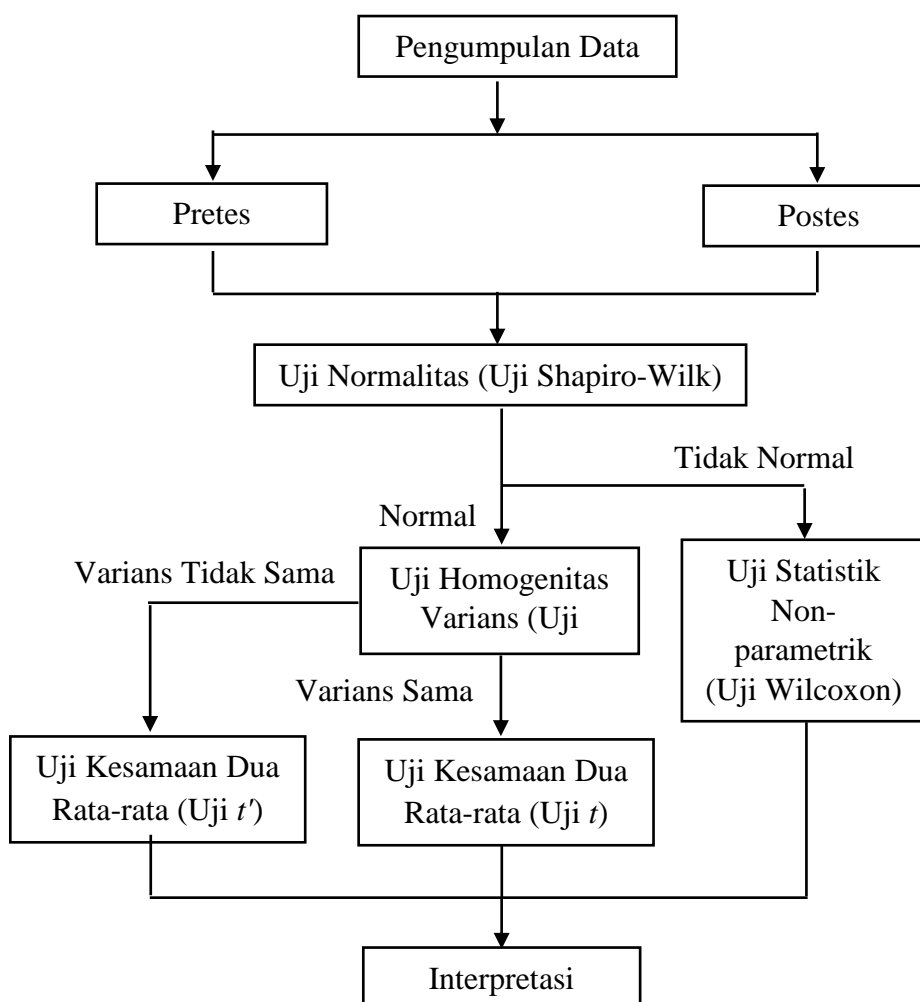 Pengumpulan Data
Pretes
Postes
Uji Normalitas (Uji Shapiro-Wilk)
Tidak Normal
Normal
Varians Tidak Sama
Uji Homogenitas
Varians (Uji
Uji Statistik
Non-
parametrik
(Uji Wilcoxon)
Varians Sama
Uji Kesamaan Dua
Rata-rata (Uji t')
Uji Kesamaan Dua
Rata-rata (Uji t)
Interpretasi